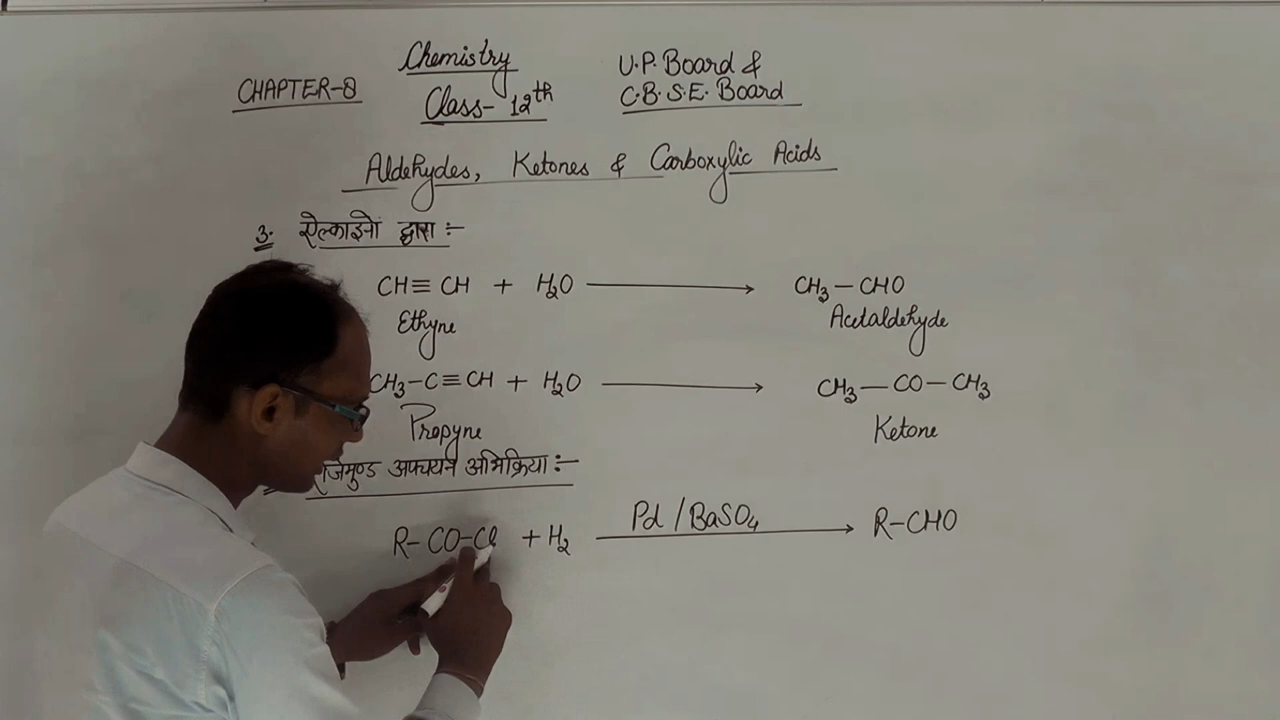 CHAPTER-8 Chemistry U.P. Board &
Class- 12th C.B.S.E. Board
Aldehydes, Ketones & Carboxylic Acids
3. ऐल्काइनो द्वारा :-
CH≡CH + H₂O ⟶ CH₃-CHO
Ethyne Acetaldehyde
CH₃-C≡CH + H₂O ⟶ CH₃-CO-CH₃
Propyne Ketone
अपचयन अभिक्रिया :-
Pd/BaSO₄
R-CO-Cl + H₂ ⟶ R-CHO